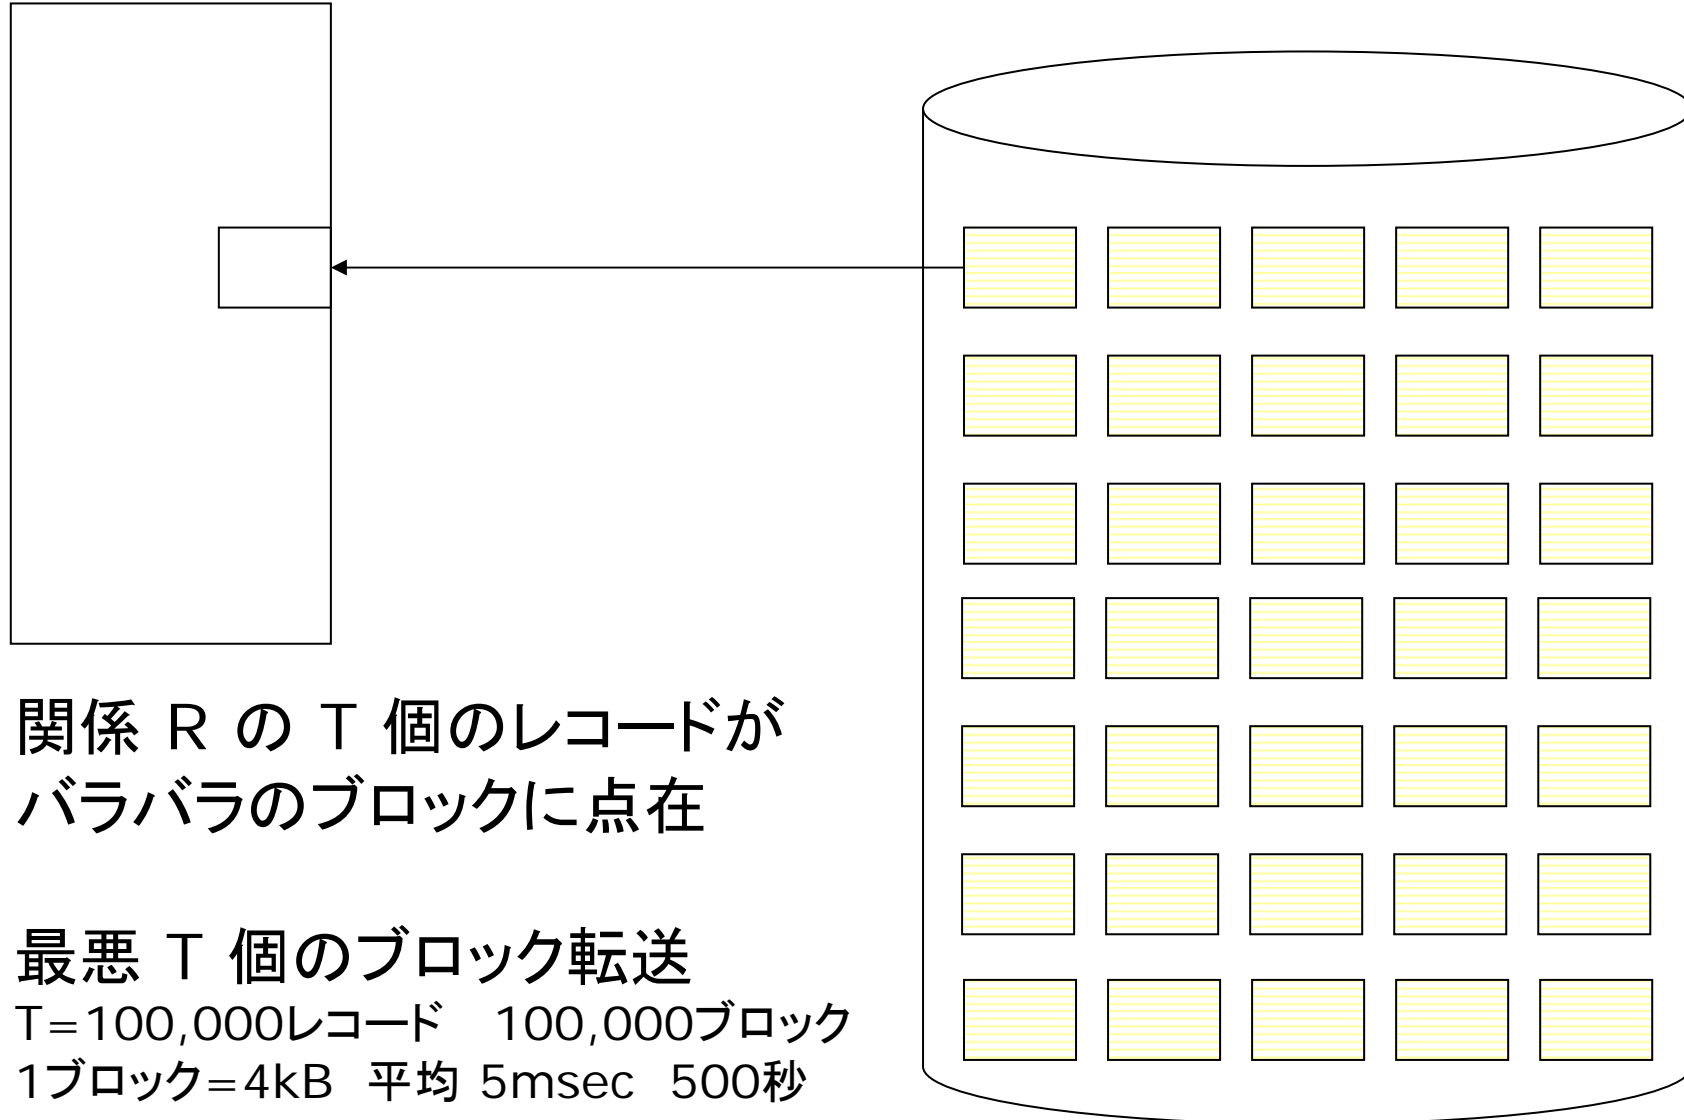 関係 R の T 個のレコードが
バラバラのブロックに点在
最悪 T 個のブロック転送
T=100,000レコード　100,000ブロック
1ブロック=4kB 平均 5msec 500秒